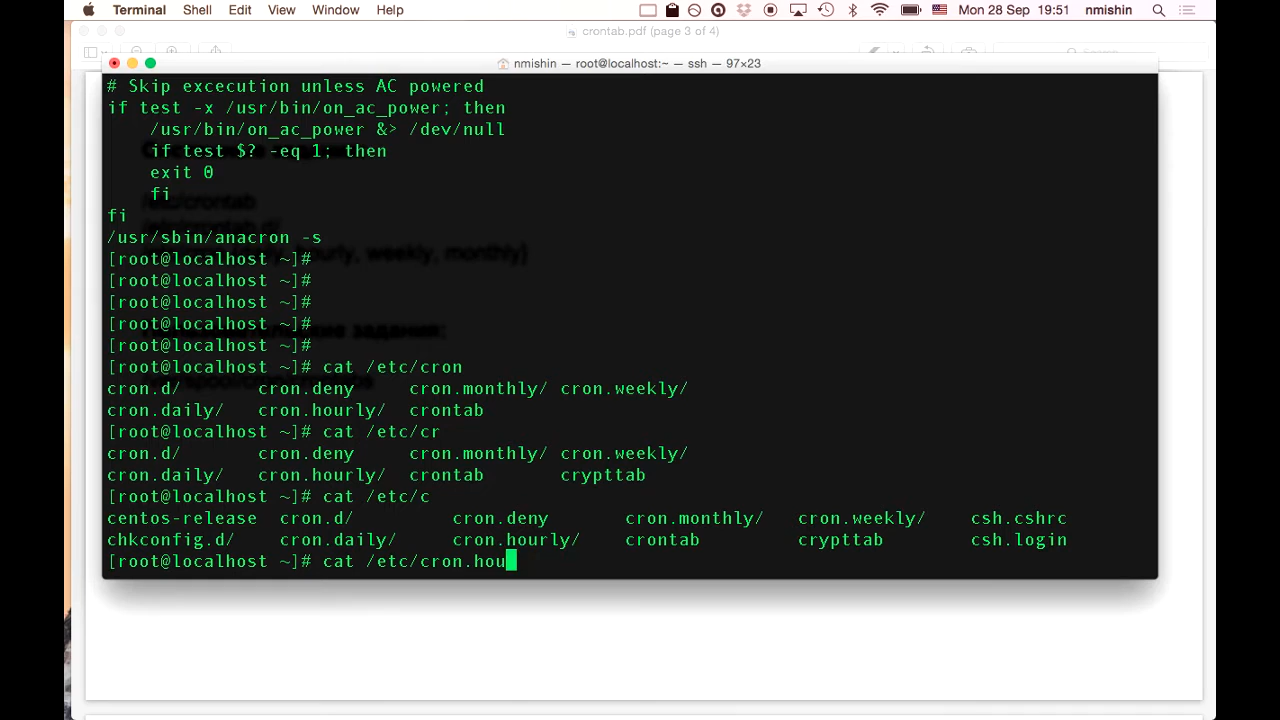 Terminal Shell Edit View Window Help Mon 28 Sep 19:51 nmishin
crontab.pdf (page 3 of 4)
nmishin — root@localhost:~ — ssh — 97×23
# Skip excecution unless AC powered
if test -x /usr/bin/on_ac_power; then
/usr/bin/on_ac_power &> /dev/null
if test $? -eq 1; then
exit 0
fi
fi
/usr/sbin/anacron -s
[root@localhost ~]#
[root@localhost ~]#
[root@localhost ~]#
[root@localhost ~]#
[root@localhost ~]#
[root@localhost ~]# cat /etc/cron
cron.d/ cron.deny cron.monthly/ cron.weekly/
cron.daily/ cron.hourly/ crontab
[root@localhost ~]# cat /etc/cr
cron.d/ cron.deny cron.monthly/ cron.weekly/
cron.daily/ cron.hourly/ crontab crypttab
[root@localhost ~]# cat /etc/c
centos-release cron.d/ cron.deny cron.monthly/ cron.weekly/ csh.cshrc
chkconfig.d/ cron.daily/ cron.hourly/ crontab crypttab csh.login
[root@localhost ~]# cat /etc/cron.hou